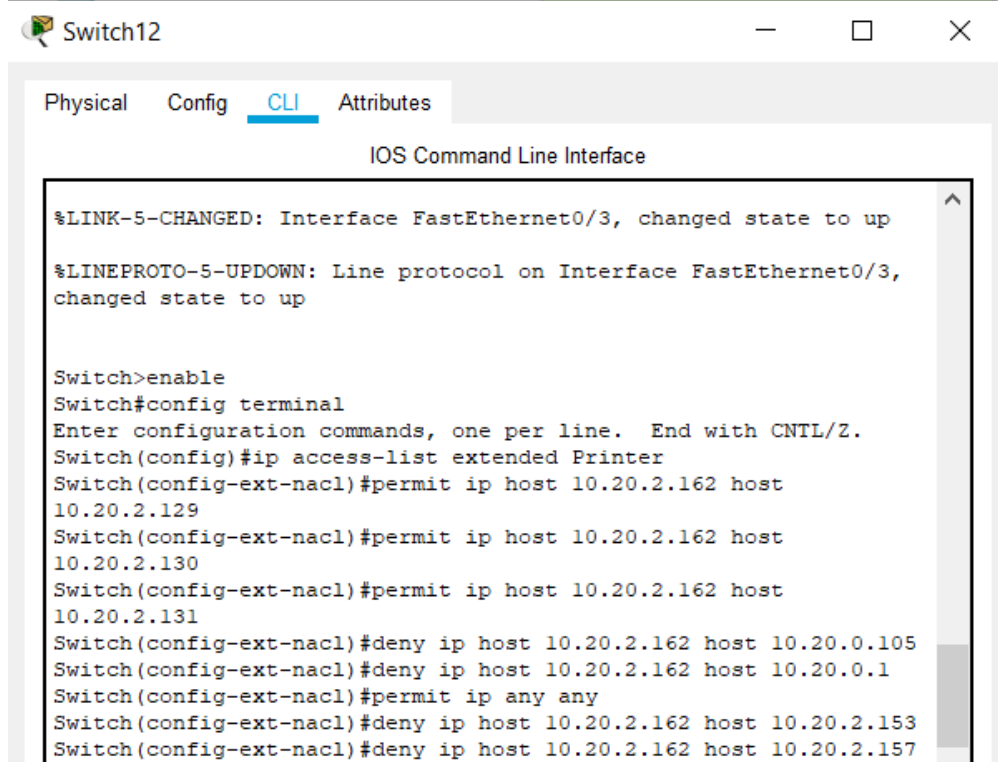 Switch12
Physical Config CLI Attributes
IOS Command Line Interface
%LINK-5-CHANGED: Interface FastEthernet0/3, changed state to up
%LINEPROTO-5-UPDOWN: Line protocol on Interface FastEthernet0/3,
changed state to up
Switch>enable
Switch#config terminal
Enter configuration commands, one per line.  End with CNTL/Z.
Switch(config)#ip access-list extended Printer
Switch(config-ext-nacl)#permit ip host 10.20.2.162 host
10.20.2.129
Switch(config-ext-nacl)#permit ip host 10.20.2.162 host
10.20.2.130
Switch(config-ext-nacl)#permit ip host 10.20.2.162 host
10.20.2.131
Switch(config-ext-nacl)#deny ip host 10.20.2.162 host 10.20.0.105
Switch(config-ext-nacl)#deny ip host 10.20.2.162 host 10.20.0.1
Switch(config-ext-nacl)#permit ip any any
Switch(config-ext-nacl)#deny ip host 10.20.2.162 host 10.20.2.153
Switch(config-ext-nacl)#deny ip host 10.20.2.162 host 10.20.2.157